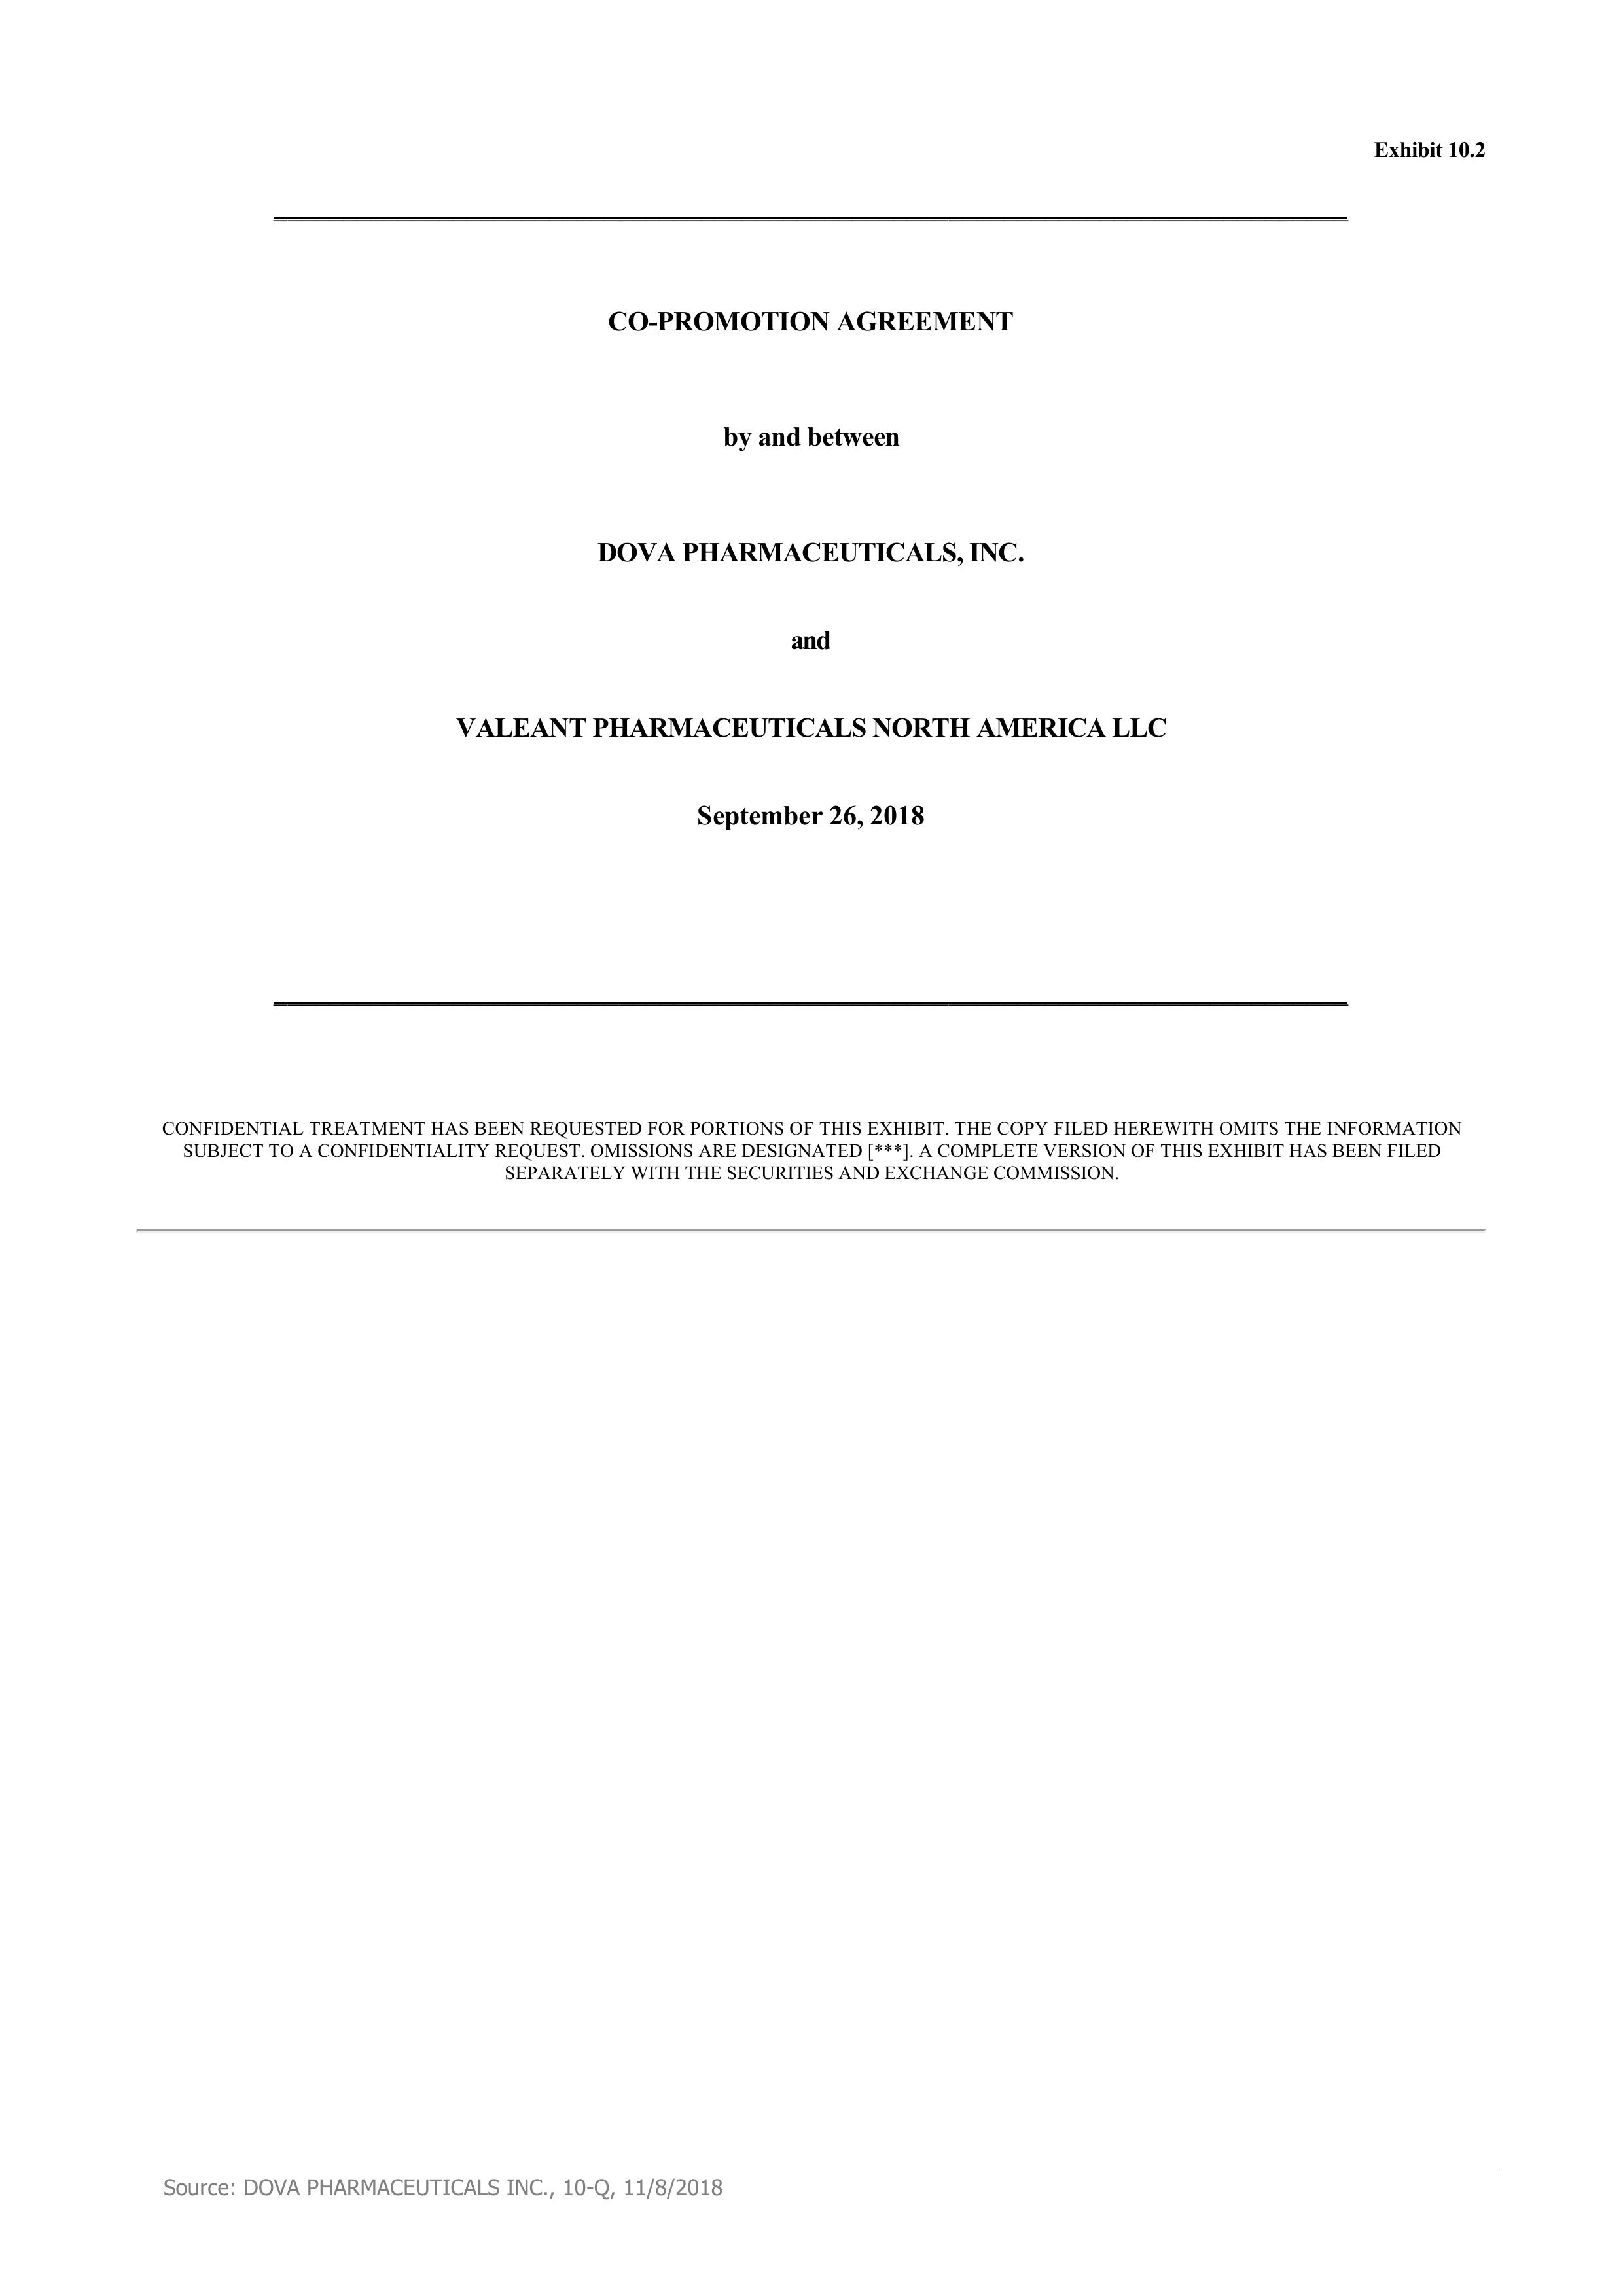 Exhibit 10.2
CO-PROMOTION AGREEMENT
by and between
DOVA PHARMACEUTICALS, INC.
and
VALEANT PHARMACEUTICALS NORTH AMERICA LLC
September 26, 2018
CONFIDENTIAL TREATMENT HAS BEEN REQUESTED FOR PORTIONS OF THIS EXHIBIT. THE COPY FILED HEREWITH OMITS THE INFORMATION
SUBJECT TO A CONFIDENTIALITY REQUEST. OMISSIONS ARE DESIGNATED [***]. A COMPLETE VERSION OF THIS EXHIBIT HAS BEEN FILED
SEPARATELY WITH THE SECURITIES AND EXCHANGE COMMISSION.
Source: DOVA PHARMACEUTICALS INC., 10-Q, 11/8/2018